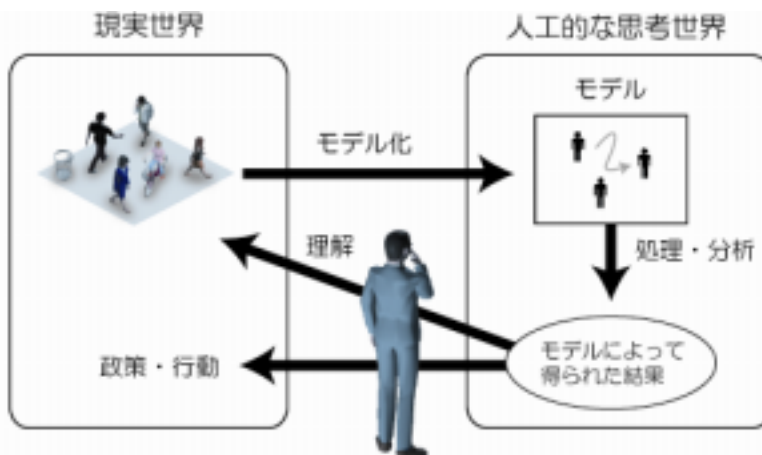 現実世界
人工的な思考世界
モデル
モデル化
理解
処理・分析
政策・行動
モデルによって
得られた結果